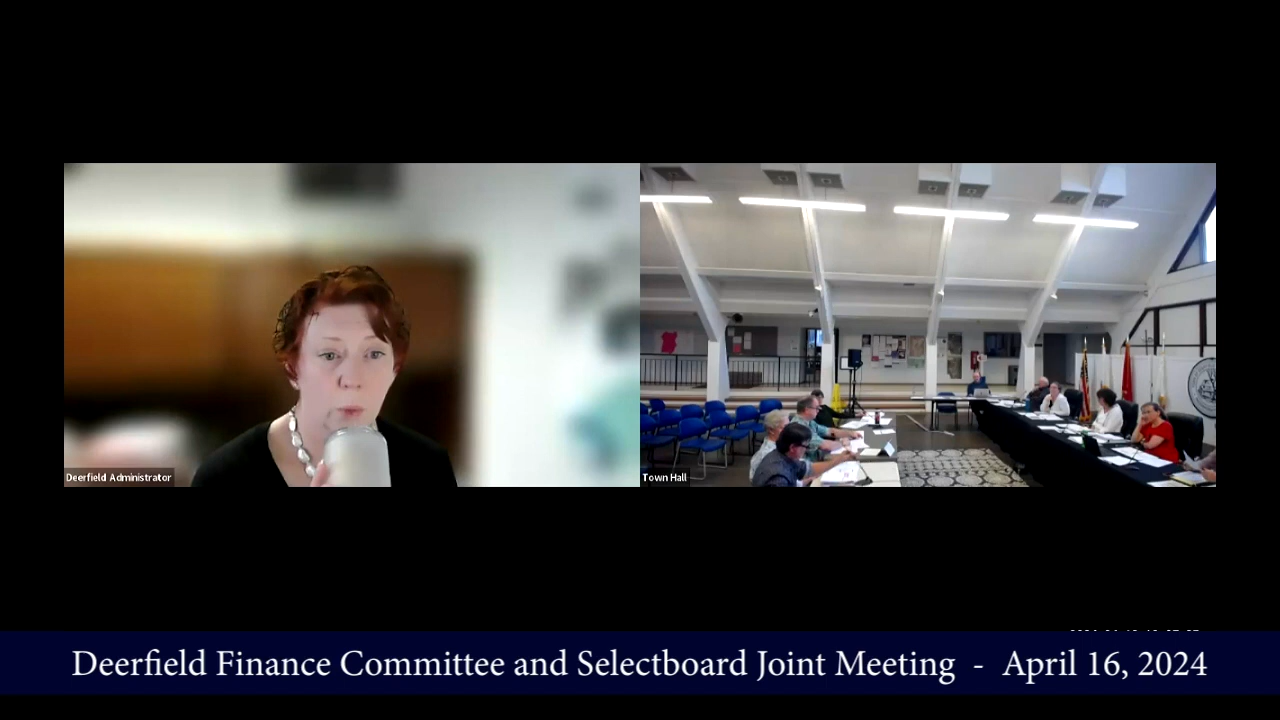 Deerfield Administrator
Town Hall
Deerfield Finance Committee and Selectboard Joint Meeting - April 16, 2024